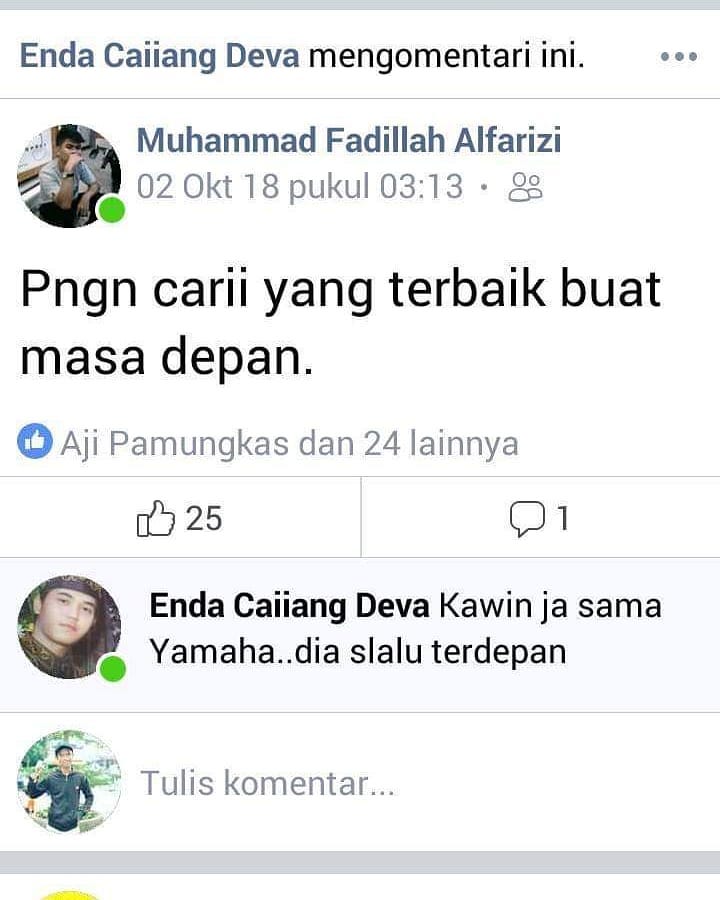 Enda Caiiang Deva mengomentari ini.
Muhammad Fadillah Alfarizi
02 Okt 18 pukul 03:13 ·
Pngn carii yang terbaik buat
masa depan.
Aji Pamungkas dan 24 lainnya
25
1
Enda Caiiang Deva Kawin ja sama
Yamaha..dia slalu terdepan
Tulis komentar...